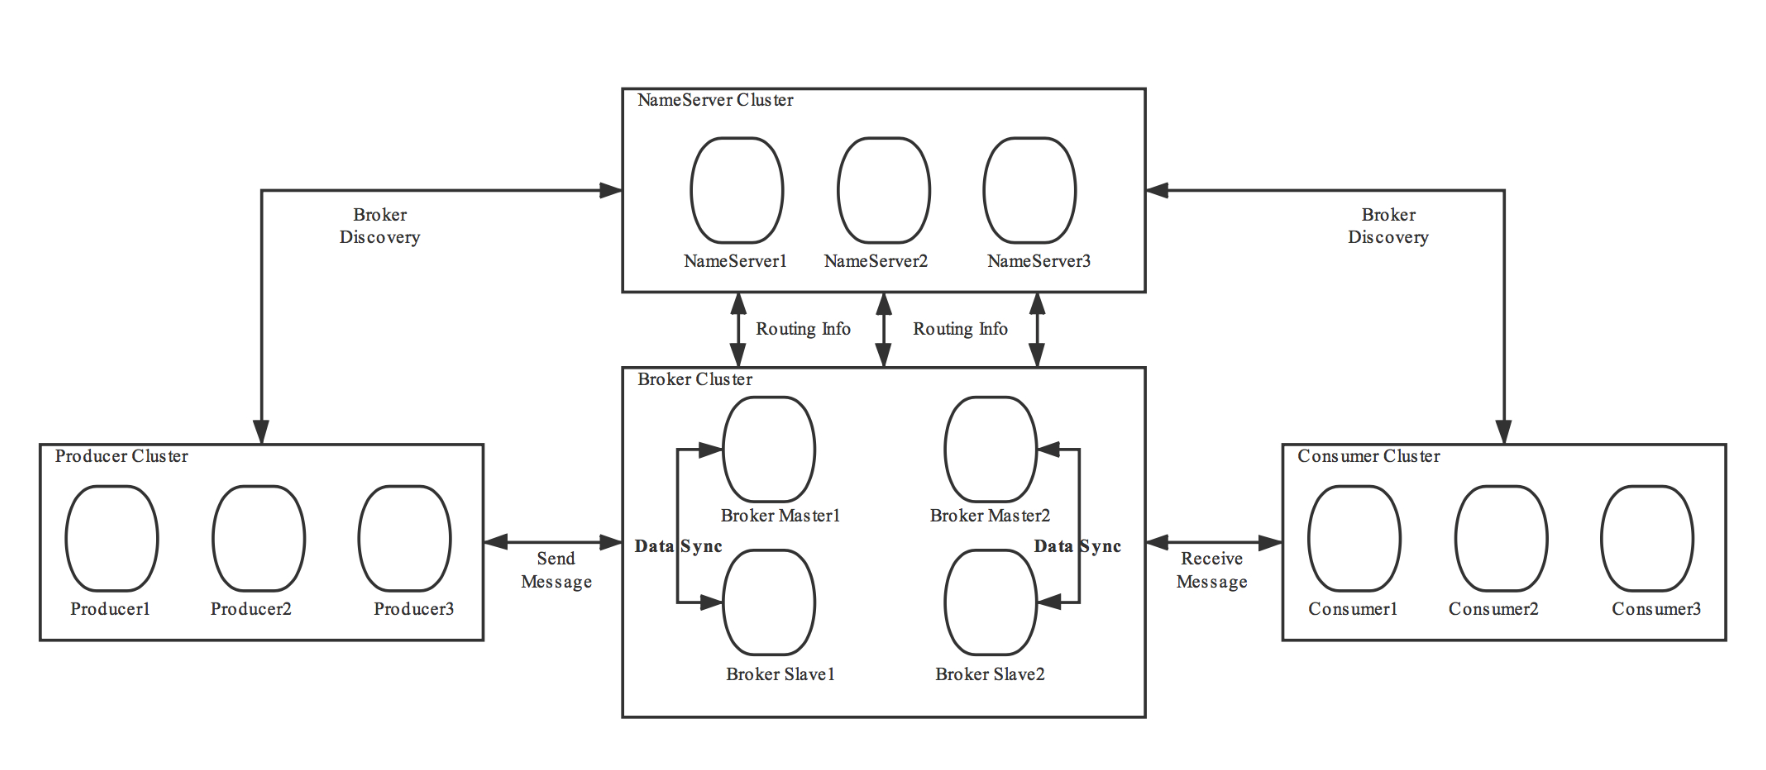 NameServer Cluster
NameServer1
NameServer2
NameServer3
Broker
Discovery
Broker
Discovery
Routing Info
Routing Info
Broker Cluster
Broker Master1
Broker Master2
Data Sync
Data Sync
Broker Slave1
Broker Slave2
Producer Cluster
Producer1
Producer2
Producer3
Send
Message
Receive
Message
Consumer Cluster
Consumer1
Consumer2
Consumer3